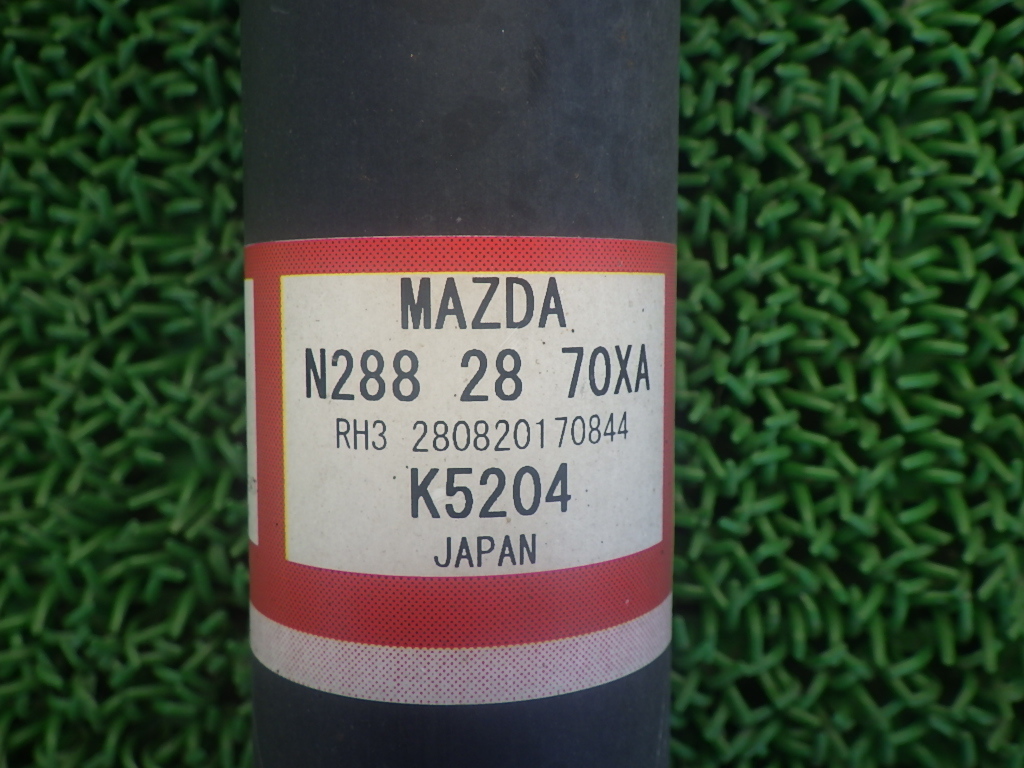 MAZDA
N288 28 70XA
RH3 280820170844
K5204
JAPAN